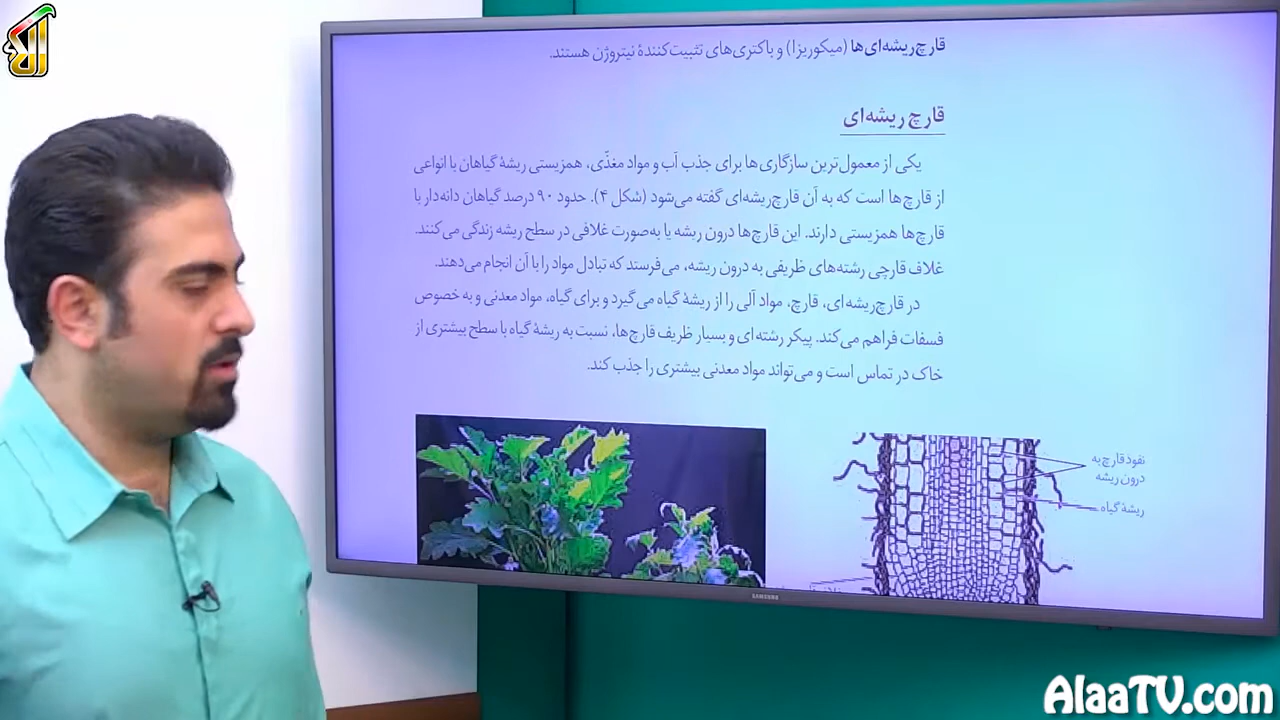 قارچ‌ریشه‌ای‌ها (میکوریزا) و باکتری‌های تثبیت‌کنندهٔ نیتروژن هستند.
قارچ ریشه‌ای
یکی از معمول‌ترین سازگاری‌ها برای جذب آب و مواد مغذّی، همزیستی ریشهٔ گیاهان با انواعی
از قارچ‌ها است که به آن قارچ‌ریشه‌ای گفته می‌شود (شکل ۴). حدود ۹۰ درصد گیاهان دانه‌دار با
قارچ‌ها همزیستی دارند. این قارچ‌ها درون ریشه یا به‌صورت غلافی در سطح ریشه زندگی می‌کنند.
غلاف قارچی رشته‌های ظریفی به درون ریشه، می‌فرستد که تبادل مواد را با آن انجام می‌دهند.
در قارچ‌ریشه‌ای، قارچ، مواد آلی را از ریشهٔ گیاه می‌گیرد و برای گیاه، مواد معدنی و به خصوص
فسفات فراهم می‌کند. پیکر رشته‌ای و بسیار ظریف قارچ‌ها، نسبت به ریشهٔ گیاه با سطح بیشتری از
خاک در تماس است و می‌تواند مواد معدنی بیشتری را جذب کند.
نفوذ قارچ به
درون ریشه
ریشهٔ گیاه
SAMSUNG
AlaaTV.com